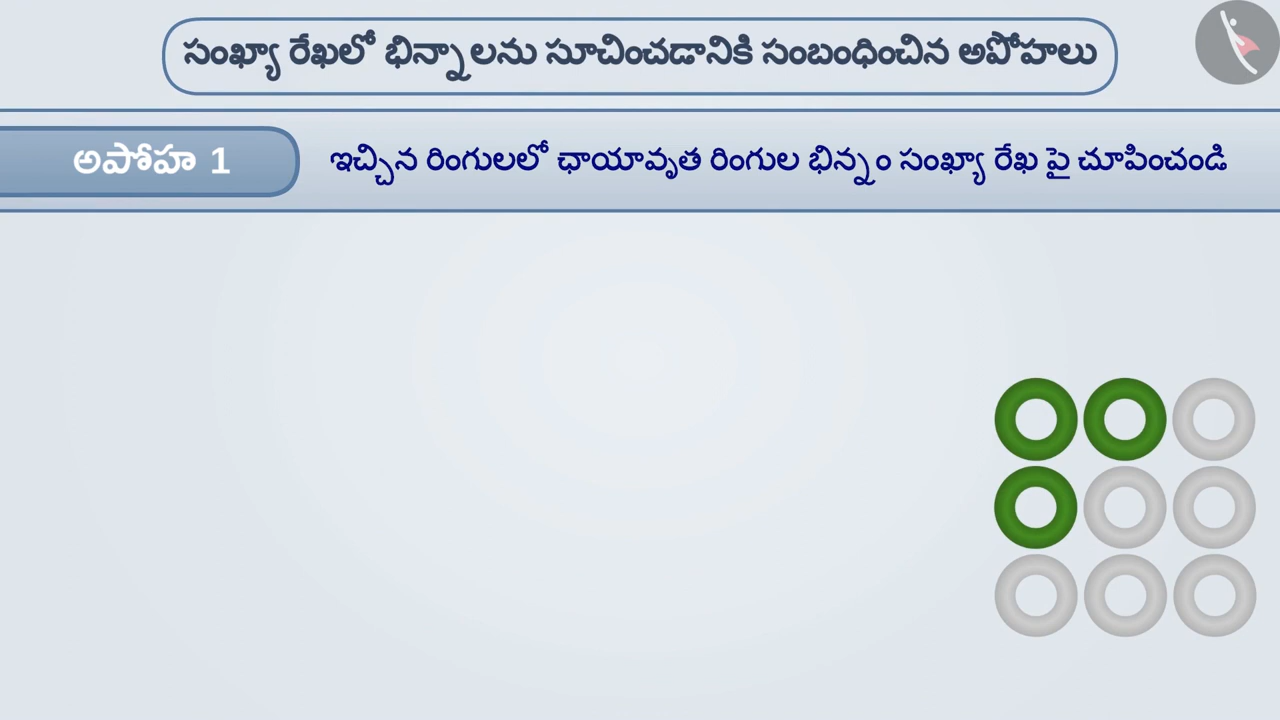 సంఖ్యా రేఖలో భిన్నాలను సూచించడానికి సంబంధించిన అపోహలు
అపోహ 1
ఇచ్చిన రింగులలో ఛాయావృత రింగుల భిన్నం సంఖ్యా రేఖ పై చూపించండి